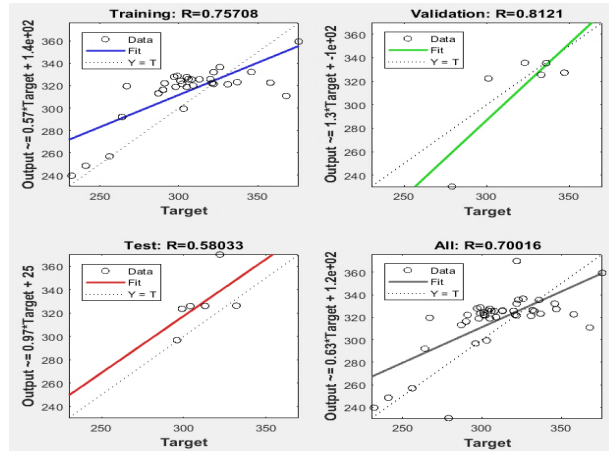 Training: R=0.75708
Output ~= 0.57*Target + 1.4e+02
360
340
320
300
280
260
240
Data
Fit
Y = T
250
300
350
Target
Validation: R=0.8121
Output ~= 1.3*Target + -1e+02
360
340
320
300
280
260
240
Data
Fit
Y = T
250
300
350
Target
Test: R=0.58033
Output ~= 0.97*Target + 25
360
340
320
300
280
260
240
230
Data
Fit
Y = T
250
300
350
Target
All: R=0.70016
Output ~= 0.63*Target + 1.2e+02
360
340
320
300
280
260
240
230
Data
Fit
Y = T
250
300
350
Target